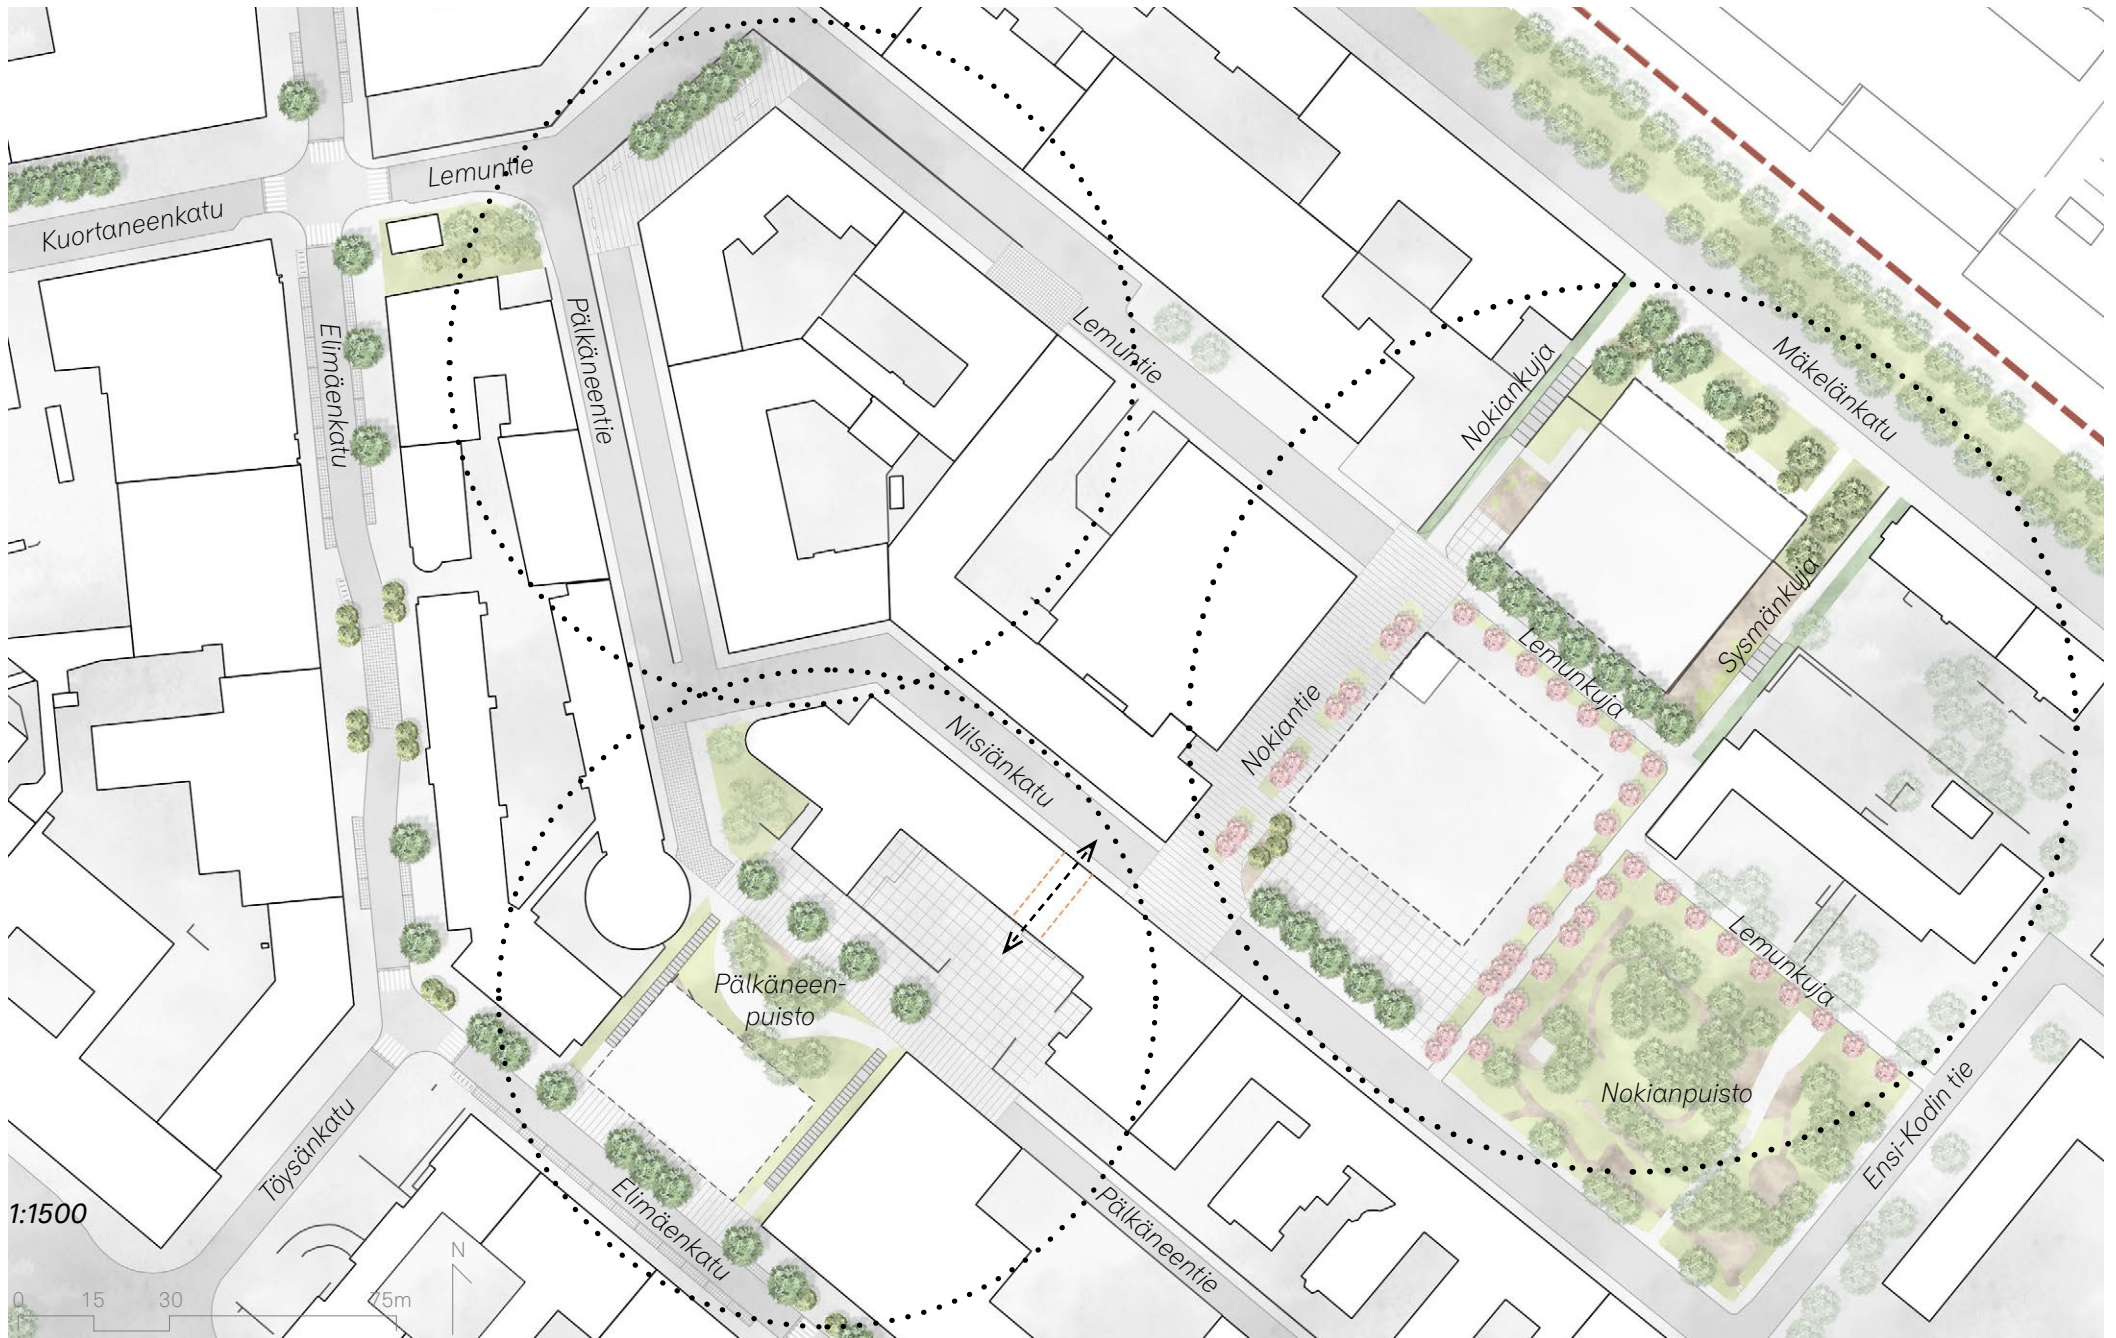 Lemuntie
Kuortaneenkatu
Elimäenkatu
Pälkäneentie
Lemuntie
Nokiankuja
Mäkelänkatu
Sysmänkuja
Lemunkuja
Nokiantie
Nilsiänkatu
Lemunkuja
Pälkäneen-
puisto
Nokianpuisto
Ensi-Kodin tie
Töysänkatu
Elimäenkatu
Pälkäneentie
1:1500
N
0 15 30 75m